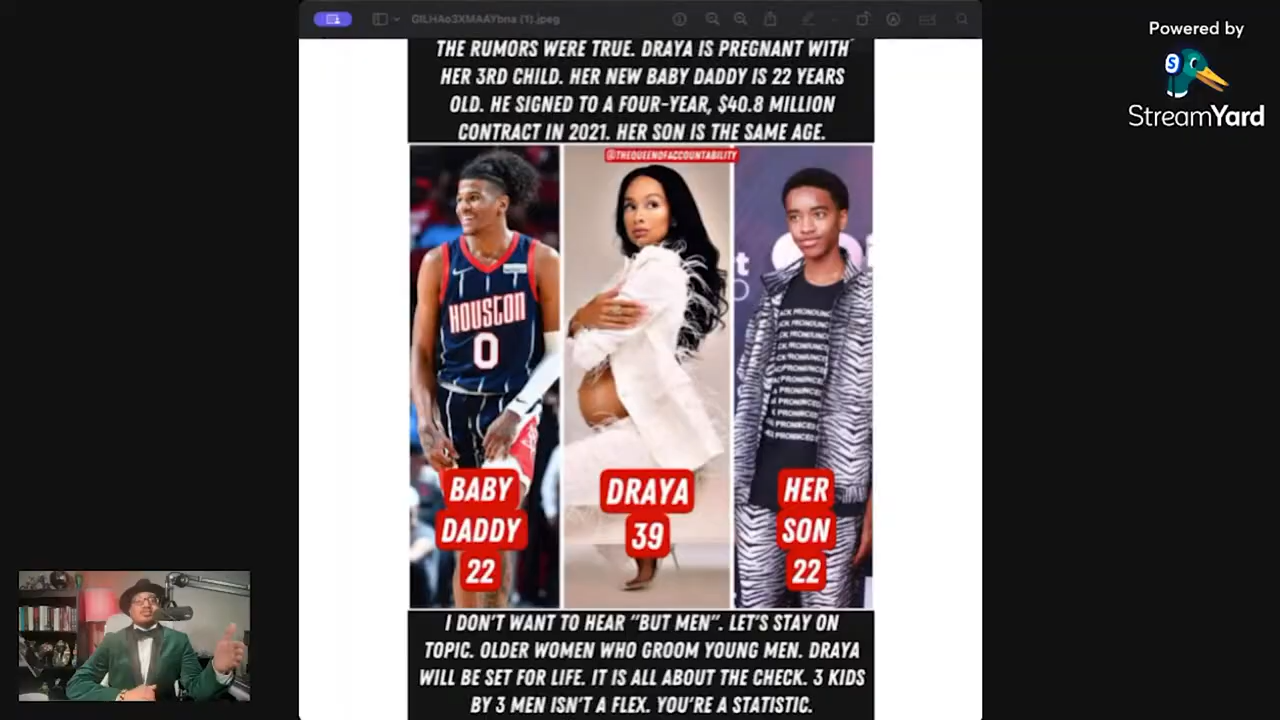 GILHAo3XMAAYbna (1).jpeg
Powered by
StreamYard
THE RUMORS WERE TRUE. DRAYA IS PREGNANT WITH
HER 3RD CHILD. HER NEW BABY DADDY IS 22 YEARS
OLD. HE SIGNED TO A FOUR-YEAR, $40.8 MILLION
CONTRACT IN 2021. HER SON IS THE SAME AGE.
@THEQUEENOFACCOUNTABILITY
HOUSTON
0
BABY
DADDY
22
DRAYA
39
HER
SON
22
I DON'T WANT TO HEAR "BUT MEN". LET'S STAY ON
TOPIC. OLDER WOMEN WHO GROOM YOUNG MEN. DRAYA
WILL BE SET FOR LIFE. IT IS ALL ABOUT THE CHECK. 3 KIDS
BY 3 MEN ISN'T A FLEX. YOU'RE A STATISTIC.